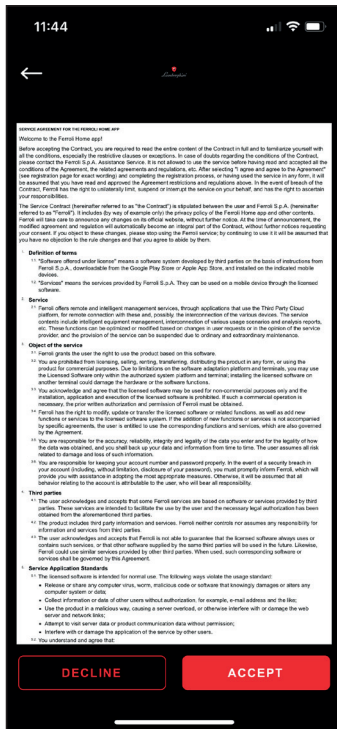 11:44
Lamborghini
SERVICE AGREEMENT FOR THE FERROLI HOME APP
Welcome to the Ferroli Home app!
Before accepting the Contract, you are required to read the entire content of the Contract in full and to familiarize yourself with
all the conditions, especially the restrictive clauses or exceptions. In case of doubts regarding the conditions of the Contract,
please contact the Ferroli S.p.A. Assistance Service. It is not allowed to use the service before having read and accepted all the
conditions of the Agreement, the related agreements and regulations, etc. After selecting "I agree and agree to the Agreement"
(see registration page for exact wording) and completing the registration process, or having used the service in any form, it will
be assumed that you have read and approved the Agreement restrictions and regulations above. In the event of breach of the
Contract, Ferroli has the right to unilaterally limit, suspend or interrupt the service on your behalf, and has the right to ascertain
your responsibilities.
The Service Contract (hereinafter referred to as "the Contract") is stipulated between the user and Ferroli S.p.A. (hereinafter
referred to as "Ferroli"). It includes (by way of example only) the privacy policy of the Ferroli Home app and other contents.
Ferroli will take care to announce any changes on its official website, without further notice. At the time of announcement, the
modified agreement and regulation will automatically become an integral part of the Contract, without further notices requesting
your consent. If you object to these changes, please stop using the Ferroli service; by continuing to use it it will be assumed that
you have no objection to the rule changes and that you agree to abide by them.
1. Definition of terms
1.1 "Software offered under license" means a software system developed by third parties on the basis of instructions from
Ferroli S.p.A., downloadable from the Google Play Store or Apple App Store, and installed on the indicated mobile
devices.
1.2 "Services" means the services provided by Ferroli S.p.A. They can be used on a mobile device through the licensed
software.
2. Service
2.1 Ferroli offers remote and intelligent management services, through applications that use the Third Party Cloud
platform, for remote connection with these and, possibly, the interconnection of the various devices. The service
contents include intelligent equipment management, interconnection of various usage scenarios and analysis reports,
etc. These functions can be optimized or modified based on changes in user requests or in the opinion of the service
provider, and the provision of the service can be suspended due to ordinary and extraordinary maintenance.
3. Object of the service
3.1 Ferroli grants the user the right to use the product based on this software.
3.2 You are prohibited from licensing, selling, renting, transferring, distributing the product in any form, or using the
product for commercial purposes. Due to limitations on the software adaptation platform and terminals, you may use
the Licensed Software only within the authorized system platform and terminal; installing the licensed software on
another terminal could damage the hardware or the software functions.
3.3 You acknowledge and agree that the licensed software may be used for non-commercial purposes only and the
installation, application and execution of the licensed software is prohibited. If such a commercial operation is
necessary, the prior written authorization and permission of Ferroli must be obtained.
3.4 Ferroli has the right to modify, update or transfer the licensed software or related functions, as well as add new
functions or services to the licensed software system. If the addition of new functions or services is not accompanied
by specific agreements, the user is entitled to use the corresponding functions and services, which are also governed
by the Agreement.
3.5 You are responsible for the accuracy, reliability, integrity and legality of the data you enter and for the legality of how
the data was obtained, and you shall back up your data and information from time to time. The user assumes all risk
related to damage and loss of such information.
3.6 You are responsible for keeping your account number and password properly. In the event of a security breach in
your account (including, without limitation, disclosure of your password), you must promptly inform Ferroli, which will
provide you with assistance in adopting the most appropriate measures. Otherwise, it will be assumed that all
behavior relating to the account is attributable to the user, who will bear all responsibility.
4. Third parties
4.1 The user acknowledges and accepts that some Ferroli services are based on software or services provided by third
parties. These services are intended to facilitate the use by the user and the necessary legal authorization has been
obtained from the aforementioned third parties.
4.2 The product includes third party information and services. Ferroli neither controls nor assumes any responsibility for
information and services from third parties.
4.3 The user acknowledges and accepts that Ferroli is not able to guarantee that the licensed software always uses or
contains such services, or that other software supplied by the same third parties will be used in the future. Likewise,
Ferroli could use similar services provided by other third parties. When used, such corresponding software or
services shall be governed by this Agreement.
5. Service Application Standards
5.1 The licensed software is intended for normal use. The following ways violate the usage standard:
• Release or share any computer virus, worm, malicious code or software that knowingly damages or alters any
computer system or data;
• Collect information or data of other users without authorization, for example, e-mail address and the like;
• Use the product in a malicious way, causing a server overload, or otherwise interfere with or damage the web
server and network links;
• Attempt to visit server data or product communication data without permission;
• Interfere with or damage the application of the service by other users.
5.2 You understand and agree that:
DECLINE
ACCEPT